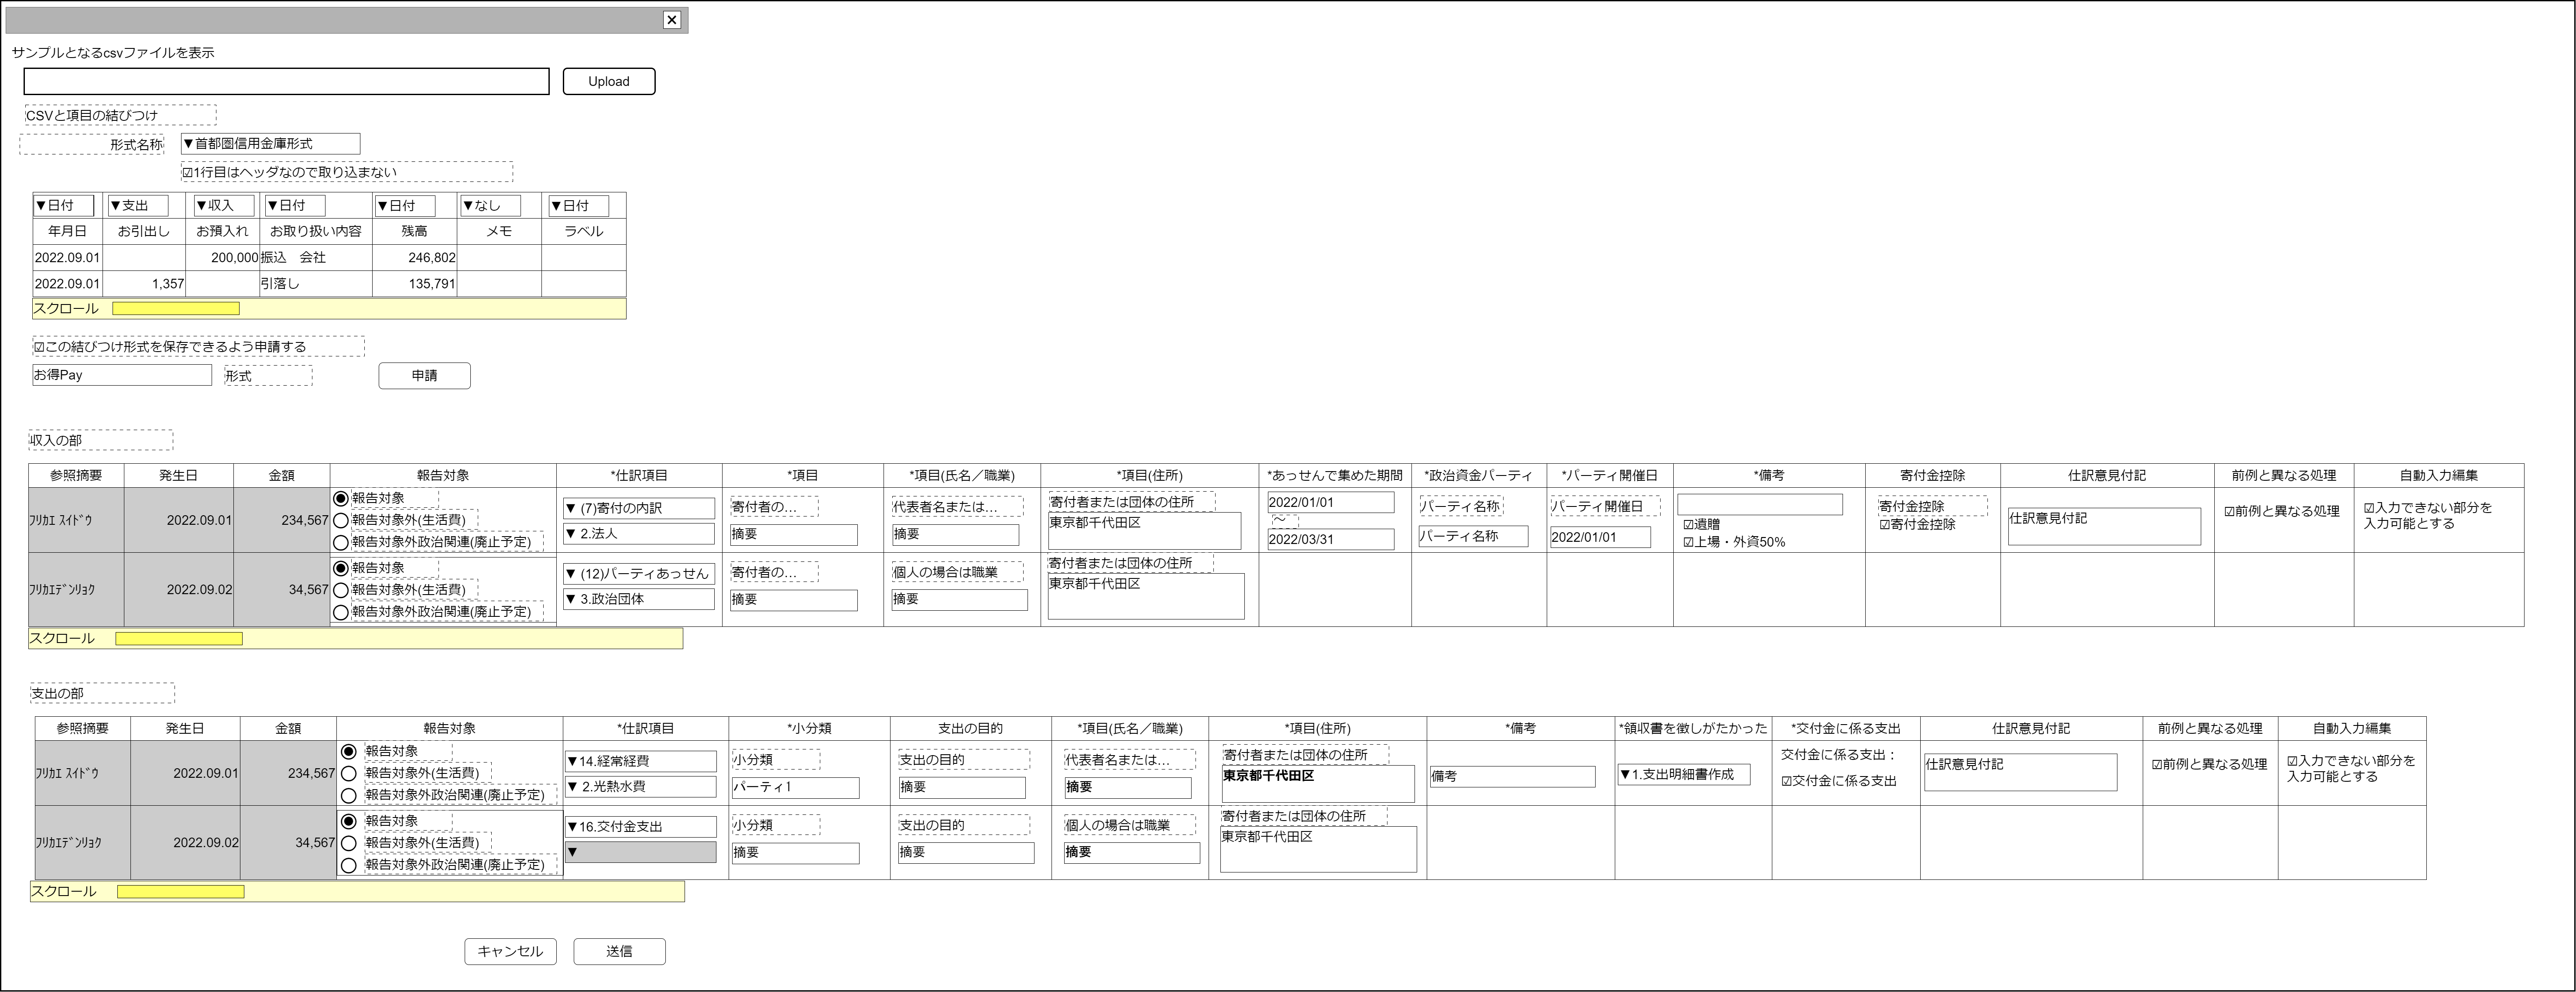 サンプルとなるcsvファイルを表示
Upload
CSVと項目の結びつけ
形式名称 ▼首都圏信用金庫形式
☑1行目はヘッダなので取り込まない
▼日付 ▼支出 ▼収入 ▼日付 ▼日付 ▼なし ▼日付
年月日 お引出し お預入れ お取り扱い内容 残高 メモ ラベル
2022.09.01 200,000 振込　会社 246,802
2022.09.01 1,357 引落し 135,791
スクロール
☑この結びつけ形式を保存できるよう申請する
お得Pay 形式 申請
収入の部
参照摘要 発生日 金額 報告対象 *仕訳項目 *項目 *項目(氏名／職業) *項目(住所) *あっせんで集めた期間 *政治資金パーティ *パーティ開催日 *備考 寄付金控除 仕訳意見付記 前例と異なる処理 自動入力編集
ﾌﾘｶｴ ｽｲﾄﾞｳ 2022.09.01 234,567
報告対象
報告対象外(生活費)
報告対象外政治関連(廃止予定)
▼ (7)寄付の内訳
▼ 2.法人
寄付者の…
摘要
代表者名または…
摘要
寄付者または団体の住所
東京都千代田区
2022/01/01
～
2022/03/31
パーティ名称
パーティ名称
パーティ開催日
2022/01/01
☑遺贈
☑上場・外資50%
寄付金控除
☑寄付金控除
仕訳意見付記
☑前例と異なる処理
☑入力できない部分を
入力可能とする
ﾌﾘｶｴﾃﾞﾝﾘｮｸ 2022.09.02 34,567
報告対象
報告対象外(生活費)
報告対象外政治関連(廃止予定)
▼ (12)パーティあっせん
▼ 3.政治団体
寄付者の…
摘要
個人の場合は職業
摘要
寄付者または団体の住所
東京都千代田区
スクロール
支出の部
参照摘要 発生日 金額 報告対象 *仕訳項目 *小分類 支出の目的 *項目(氏名／職業) *項目(住所) *備考 *領収書を徴しがたかった *交付金に係る支出 仕訳意見付記 前例と異なる処理 自動入力編集
ﾌﾘｶｴ ｽｲﾄﾞｳ 2022.09.01 234,567
報告対象
報告対象外(生活費)
報告対象外政治関連(廃止予定)
▼14.経常経費
▼ 2.光熱水費
小分類
パーティ1
支出の目的
摘要
代表者名または…
摘要
寄付者または団体の住所
東京都千代田区
備考
▼1.支出明細書作成
交付金に係る支出：
☑交付金に係る支出
仕訳意見付記
☑前例と異なる処理
☑入力できない部分を
入力可能とする
ﾌﾘｶｴﾃﾞﾝﾘｮｸ 2022.09.02 34,567
報告対象
報告対象外(生活費)
報告対象外政治関連(廃止予定)
▼16.交付金支出
▼
小分類
摘要
支出の目的
摘要
個人の場合は職業
摘要
寄付者または団体の住所
東京都千代田区
スクロール
キャンセル 送信